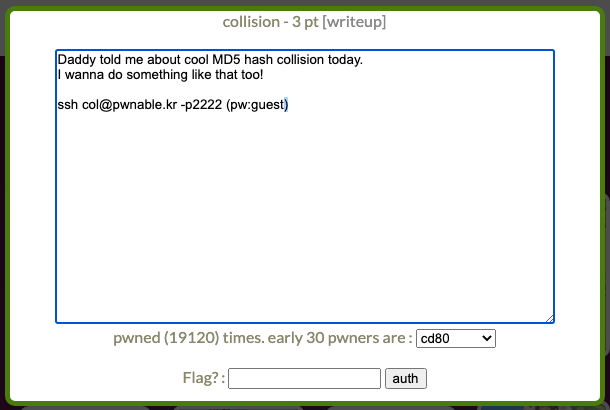 collision - 3 pt [writeup]
Daddy told me about cool MD5 hash collision today.
I wanna do something like that too!
ssh col@pwnable.kr -p2222 (pw:guest)
pwned (19120) times. early 30 pwners are : cd80
Flag? : auth